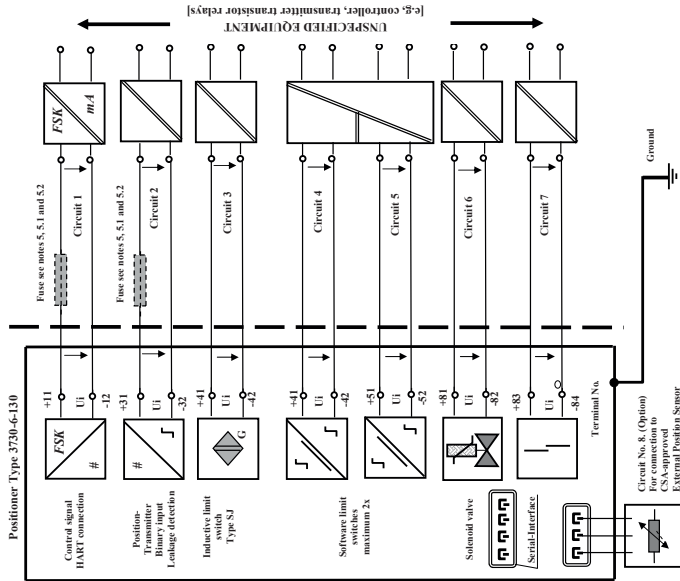 Positioner Type 3730-6-130
Control signal
HART connection
Position-
Transmitter
Binary input
Leakage detection
Inductive limit
switch
Type SJ
Software limit
switches
maximum 2x
Solenoid valve
Serial-Interface
FSK
#
#
G
+11
Ui
-12
+31
Ui
-32
+41
Ui
-42
+41
Ui
-42
+51
Ui
-52
+81
Ui
-82
+83
Ui
-84
Terminal No.
Circuit No. 8. (Option)
For connection to
CSA-approved
External Position Sensor
Fuse see notes 5, 5.1 and 5.2
Fuse see notes 5, 5.1 and 5.2
Circuit 1
Circuit 2
Circuit 3
Circuit 4
Circuit 5
Circuit 6
Circuit 7
Ground
FSK
mA
UNSPECIFIED EQUIPMENT
[e.g, controller, transmitter transistor relays]